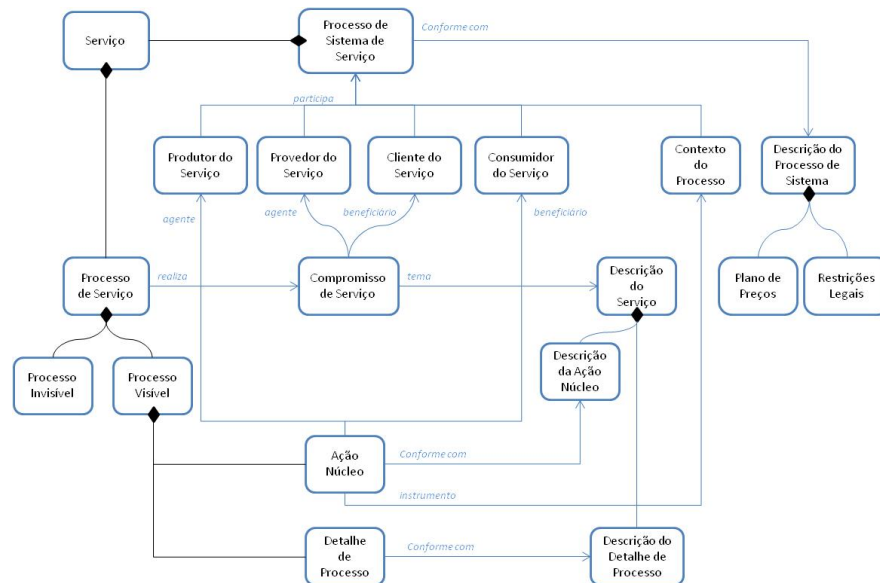 Serviço
Processo de
Sistema de
Serviço
Conforme com
participa
Produtor do
Serviço
Provedor do
Serviço
Cliente do
Serviço
Consumidor
do Serviço
Contexto
do
Processo
Descrição do
Processo de
Sistema
agente
agente
beneficiário
beneficiário
Processo
de Serviço
realiza
Compromisso
de Serviço
tema
Descrição
do
Serviço
Plano de
Preços
Restrições
Legais
Processo
Invisível
Processo
Visível
Descrição
da Ação
Núcleo
Ação
Núcleo
Conforme com
instrumento
Detalhe
de
Processo
Conforme com
Descrição do
Detalhe de
Processo